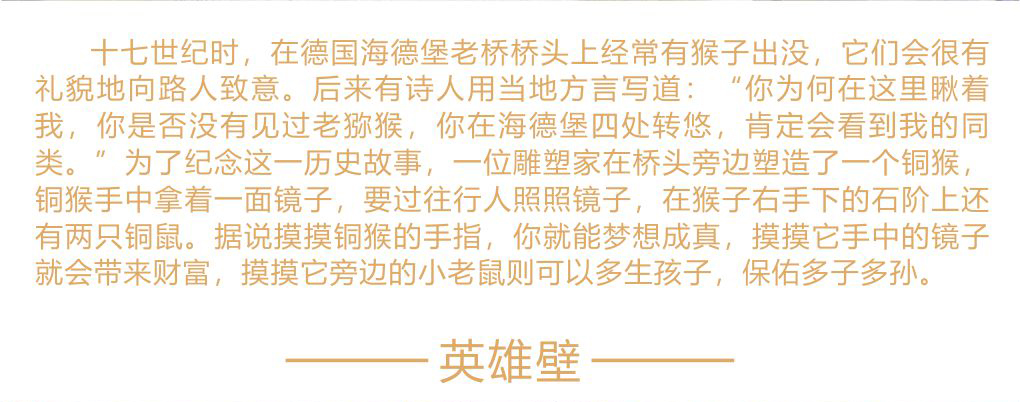 十七世纪时，在德国海德堡老桥桥头上经常有猴子出没，它们会很有
礼貌地向路人致意。后来有诗人用当地方言写道：“你为何在这里瞅着
我，你是否没有见过老猕猴，你在海德堡四处转悠，肯定会看到我的同
类。”为了纪念这一历史故事，一位雕塑家在桥头旁边塑造了一个铜猴，
铜猴手中拿着一面镜子，要过往行人照照镜子，在猴子右手下的石阶上还
有两只铜鼠。据说摸摸铜猴的手指，你就能梦想成真，摸摸它手中的镜子
就会带来财富，摸摸它旁边的小老鼠则可以多生孩子，保佑多子多孙。
英雄壁